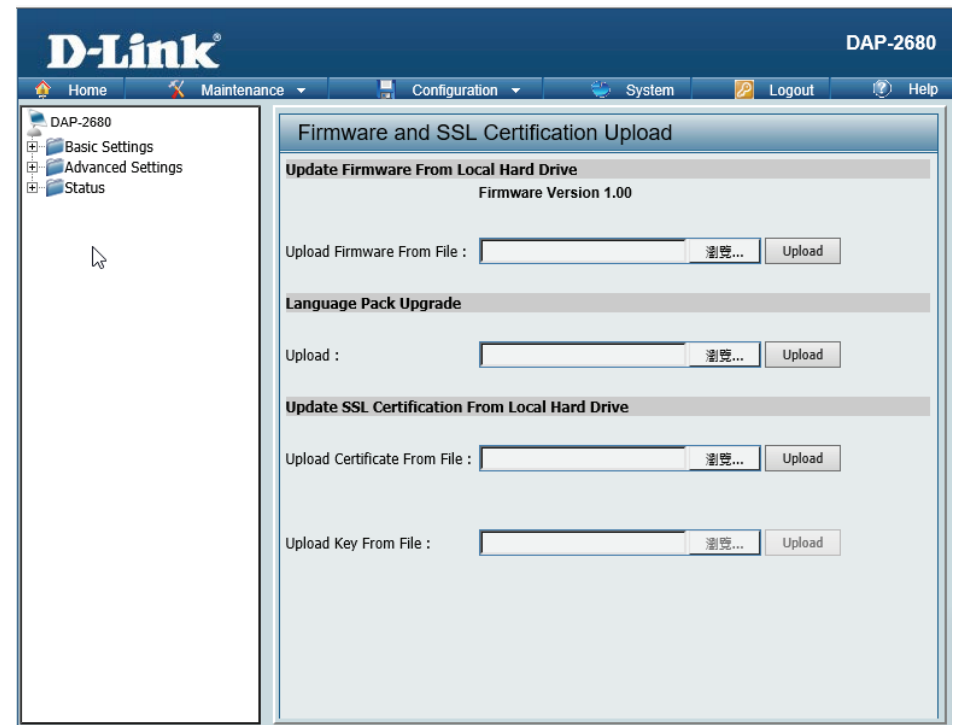 D-Link®
DAP-2680
Home
Maintenance
Configuration
System
Logout
Help
DAP-2680
Basic Settings
Advanced Settings
Status
Firmware and SSL Certification Upload
Update Firmware From Local Hard Drive
Firmware Version 1.00
Upload Firmware From File :
瀏覽...
Upload
Language Pack Upgrade
Upload :
瀏覽...
Upload
Update SSL Certification From Local Hard Drive
Upload Certificate From File :
瀏覽...
Upload
Upload Key From File :
瀏覽...
Upload